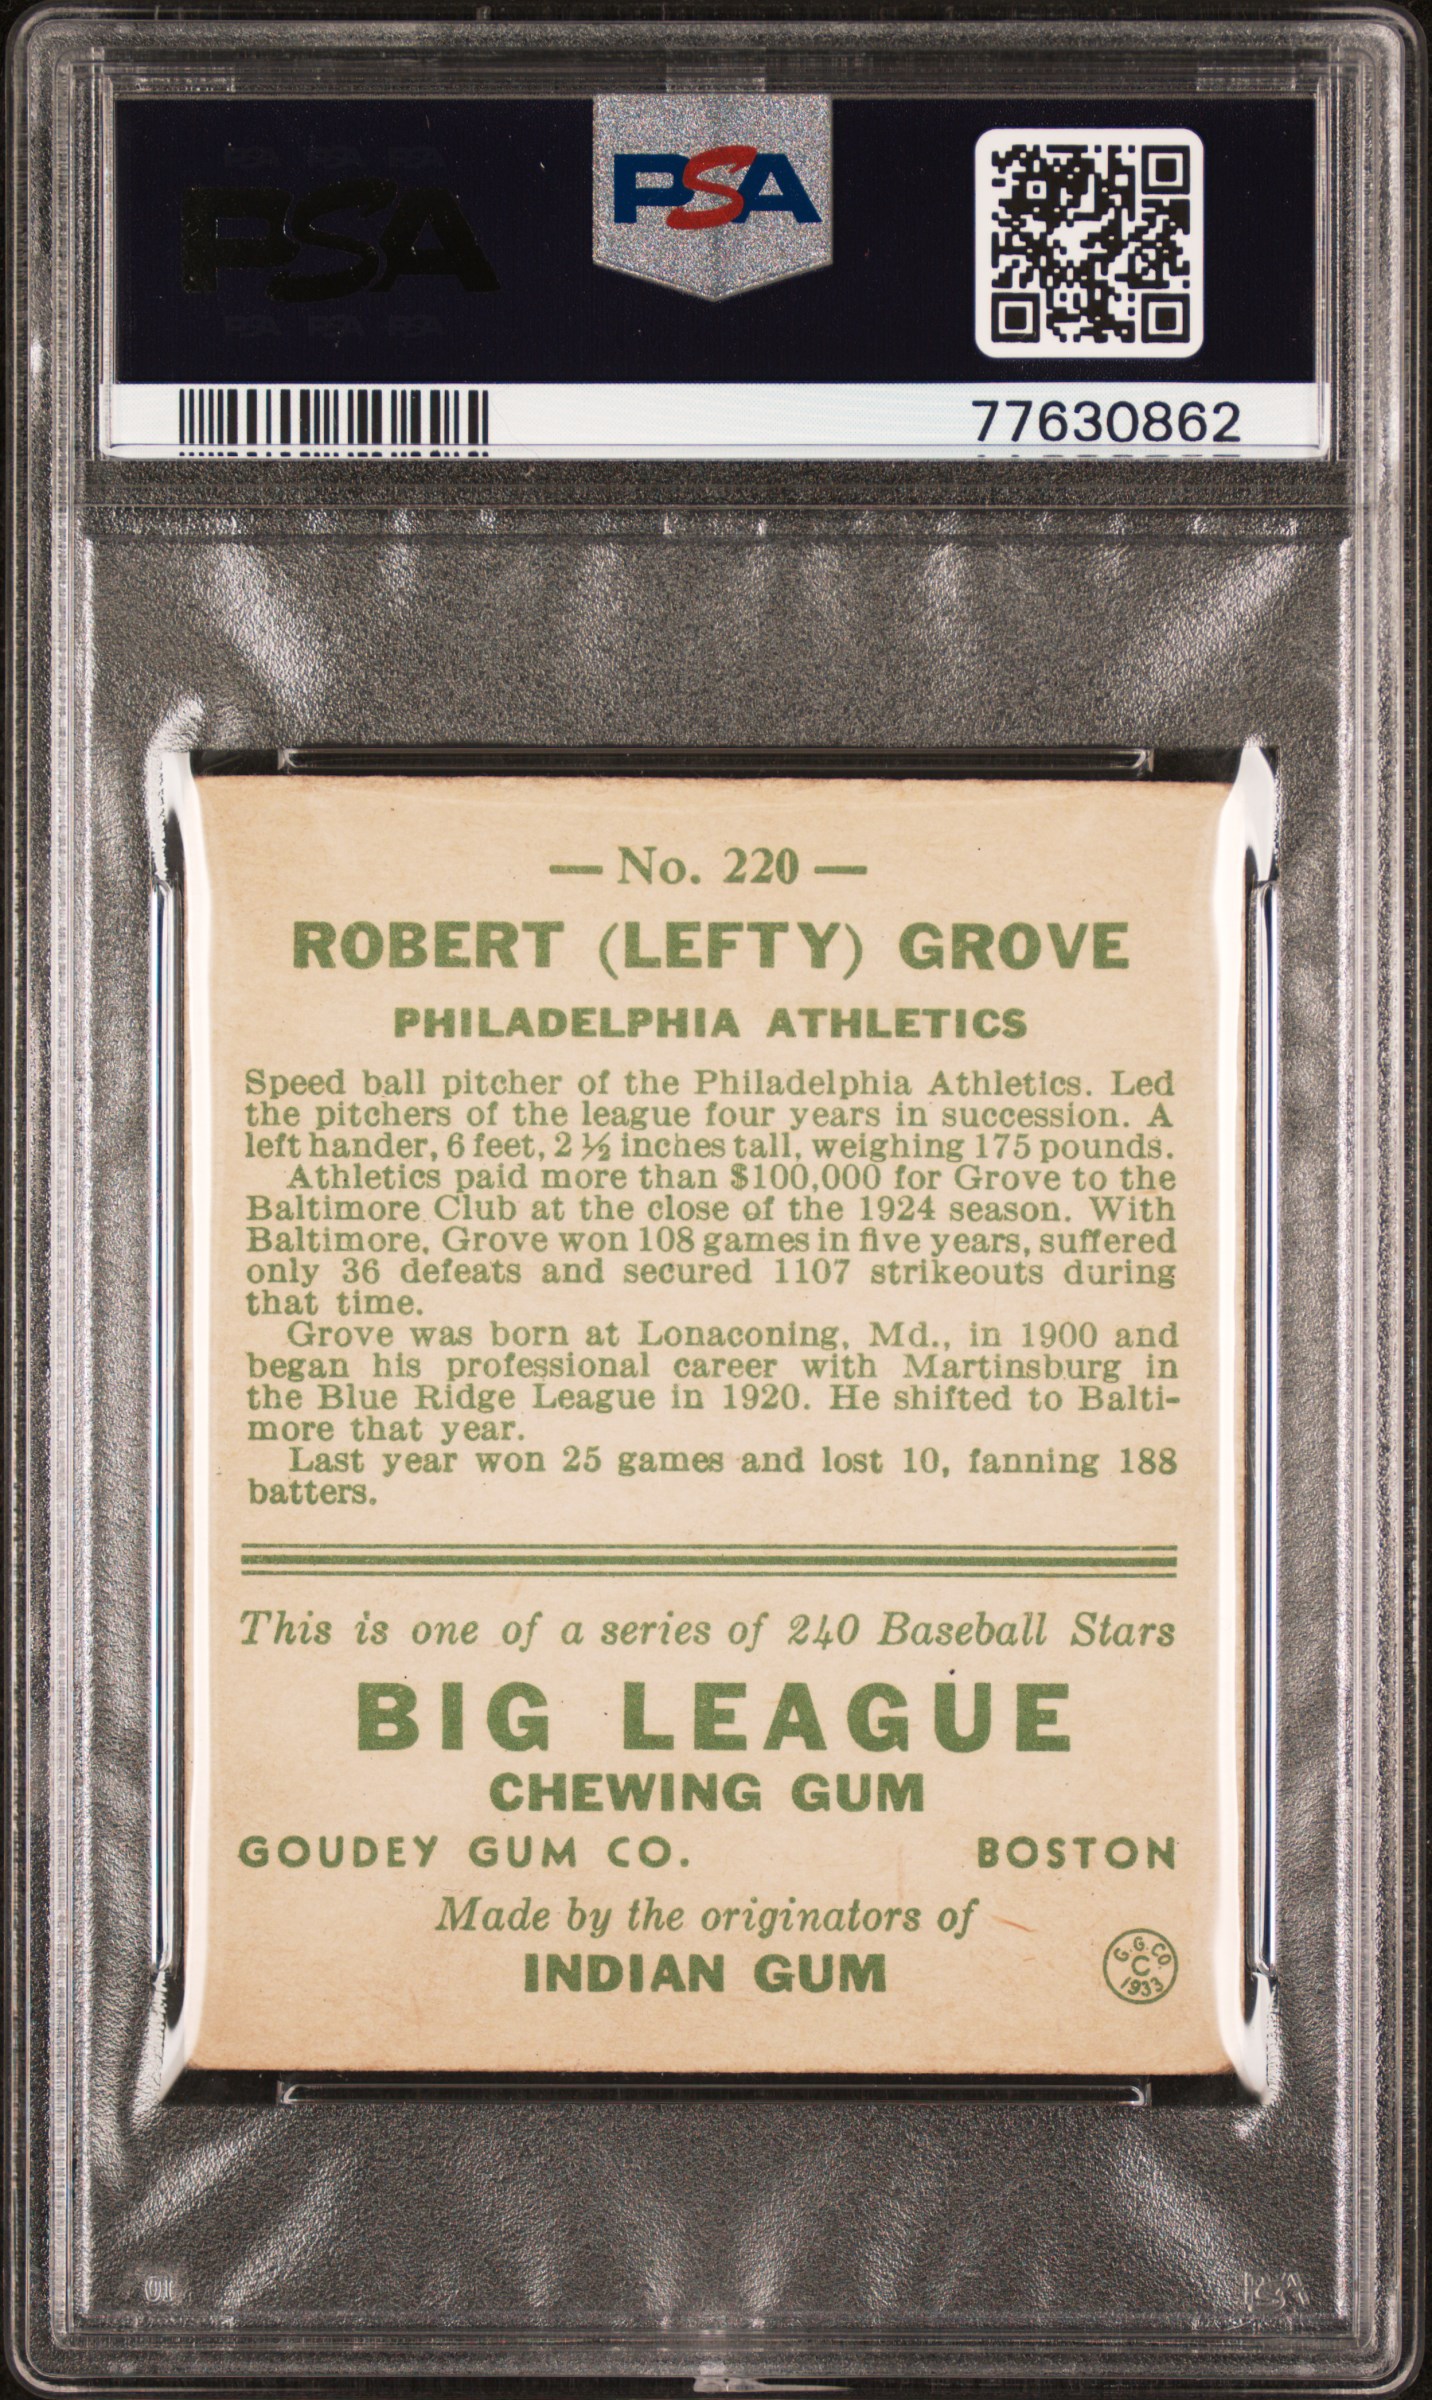 PSA PSA PSA
PSA
PSA PSA PSA
PSA
77630862
— No. 220 —
ROBERT (LEFTY) GROVE
PHILADELPHIA ATHLETICS
Speed ball pitcher of the Philadelphia Athletics. Led
the pitchers of the league four years in succession. A
left hander, 6 feet, 2 ½ inches tall, weighing 175 pounds.
Athletics paid more than $100,000 for Grove to the
Baltimore Club at the close of the 1924 season. With
Baltimore, Grove won 108 games in five years, suffered
only 36 defeats and secured 1107 strikeouts during
that time.
Grove was born at Lonaconing, Md., in 1900 and
began his professional career with Martinsburg in
the Blue Ridge League in 1920. He shifted to Balti-
more that year.
Last year won 25 games and lost 10, fanning 188
batters.
This is one of a series of 240 Baseball Stars
BIG LEAGUE
CHEWING GUM
GOUDEY GUM CO. BOSTON
Made by the originators of
INDIAN GUM
G.G.CO.
C
1933
PSA